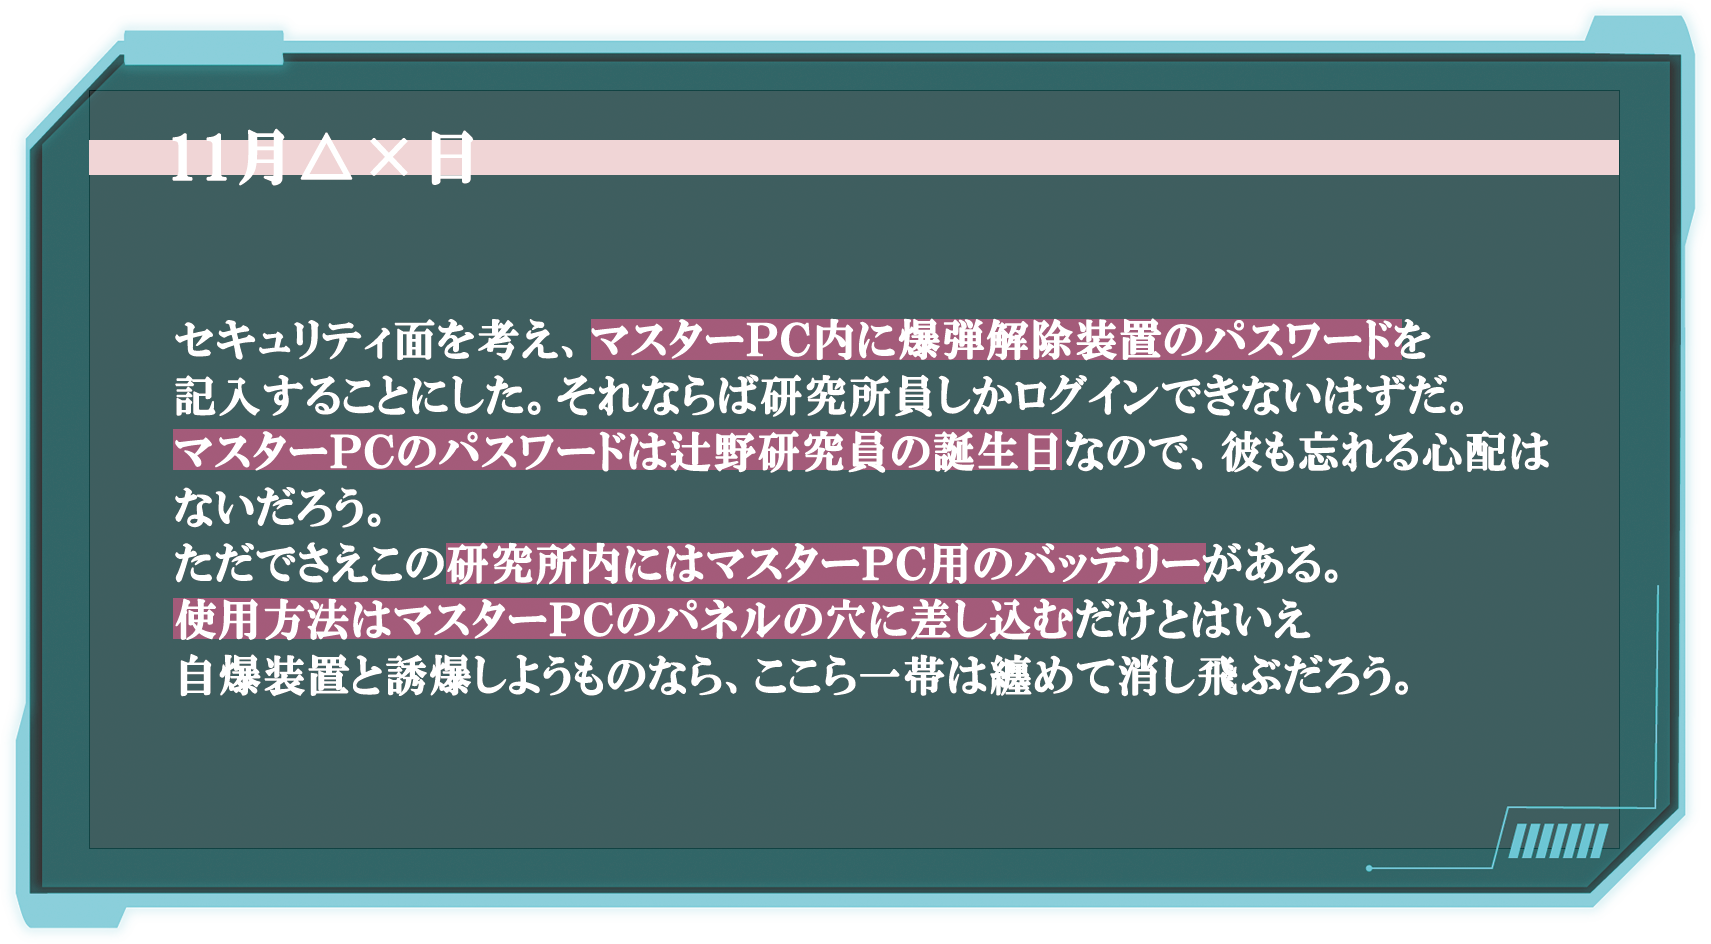 11月△×日
セキュリティ面を考え、マスターPC内に爆弾解除装置のパスワードを
記入することにした。それならば研究所員しかログインできないはずだ。
マスターPCのパスワードは辻野研究員の誕生日なので、彼も忘れる心配は
ないだろう。
ただでさえこの研究所内にはマスターPC用のバッテリーがある。
使用方法はマスターPCのパネルの穴に差し込むだけとはいえ
自爆装置と誘爆しようものなら、ここら一帯は纏めて消し飛ぶだろう。